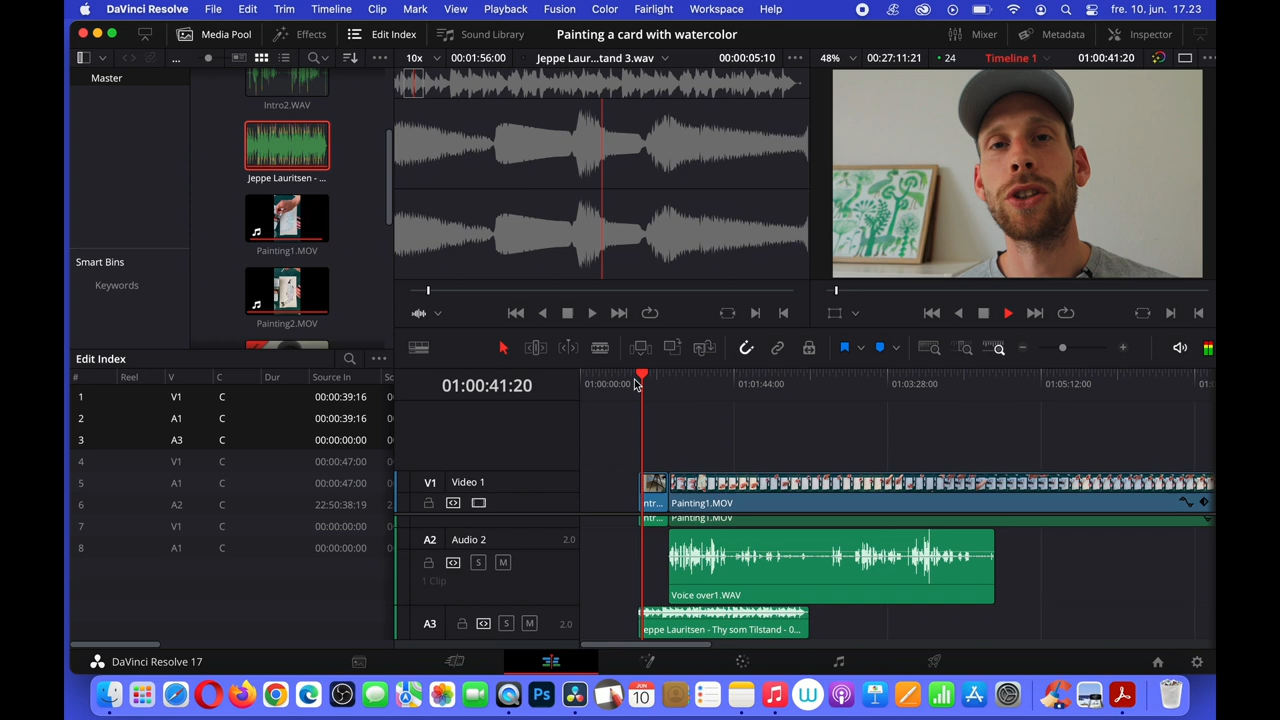 DaVinci Resolve File Edit Trim Timeline Clip Mark View Playback Fusion Color Fairlight Workspace Help fre. 10. jun. 17.23
Media Pool Effects Edit Index Sound Library Painting a card with watercolor Mixer Metadata Inspector
... 10x 00:01:56:00 Jeppe Laur...tand 3.wav 00:00:05:10 48% 00:27:11:21 24 Timeline 1 01:00:41:20
Master
Intro2.WAV
Jeppe Lauritsen - ...
Painting1.MOV
Smart Bins
Keywords
Painting2.MOV
Edit Index
# Reel V C Dur Source In
1 V1 C 00:00:39:16
2 A1 C 00:00:39:16
3 A3 C 00:00:00:00
4 V1 C 00:00:47:00
5 A1 C 00:00:47:00
6 A2 C 22:50:38:19
7 V1 C 00:00:00:00
8 A1 C 00:00:00:00
01:00:41:20
01:00:00:00 01:01:44:00 01:03:28:00 01:05:12:00
V1 Video 1
ntr... Painting1.MOV
ntr... Painting1.MOV
A2 Audio 2 2.0
S M
1 Clip
Voice over1.WAV
A3 S M 2.0
eppe Lauritsen - Thy som Tilstand - 0...
DaVinci Resolve 17
JUN
10
Ps
W